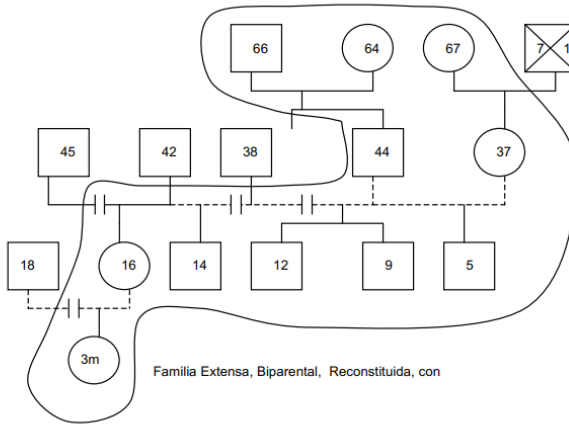 66 64 67 7 1
45 42 38 44 37
18 16 14 12 9 5
3m
Familia Extensa, Biparental, Reconstituida, con